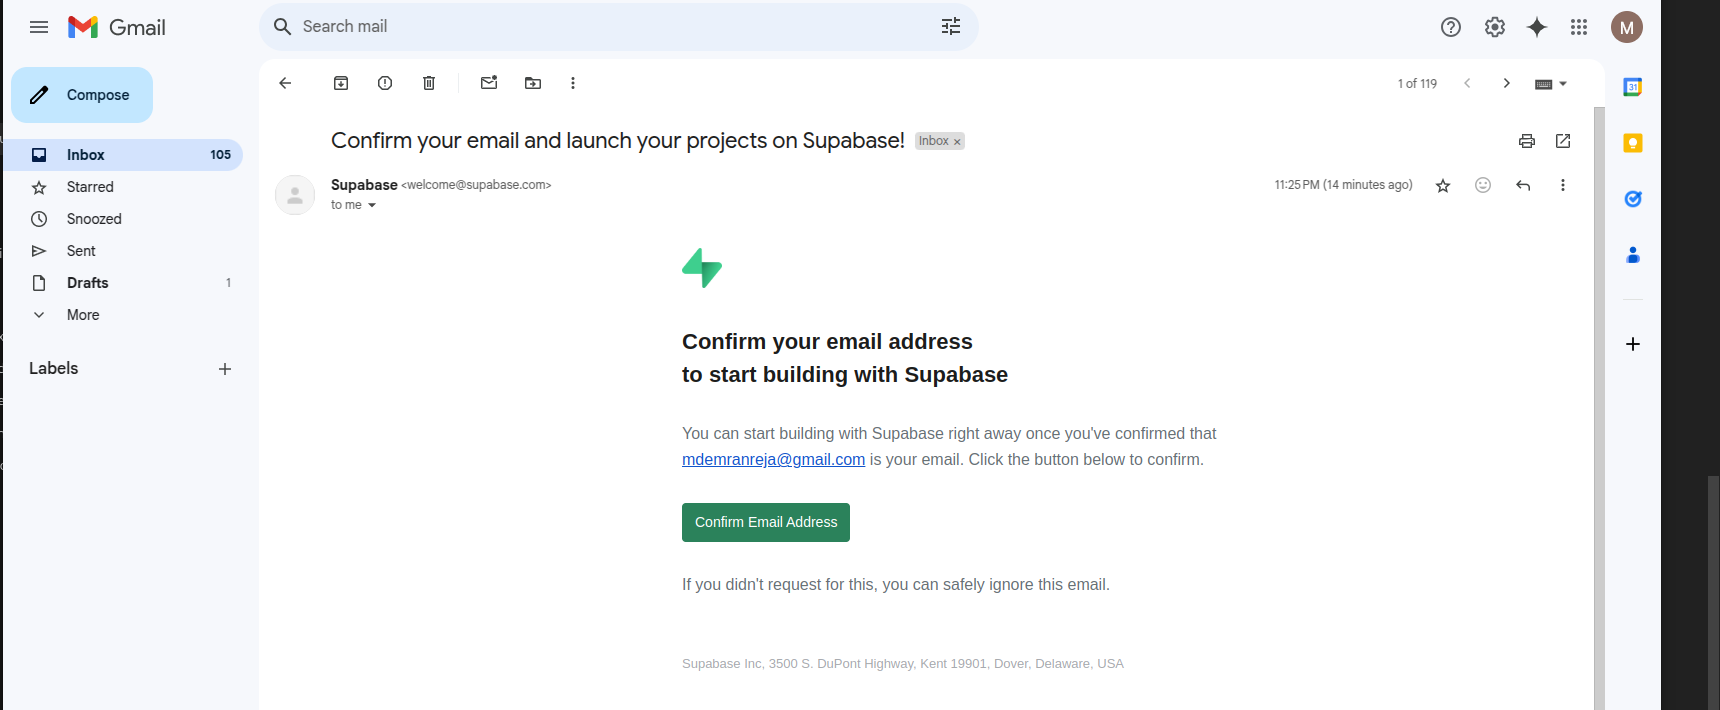 Gmail
Search mail
M
Compose
1 of 119
31
Inbox 105
Starred
Snoozed
Sent
Drafts 1
More
Labels
Confirm your email and launch your projects on Supabase! Inbox ×
Supabase <welcome@supabase.com>
11:25 PM (14 minutes ago)
to me
Confirm your email address
to start building with Supabase
You can start building with Supabase right away once you've confirmed that
mdemranreja@gmail.com is your email. Click the button below to confirm.
Confirm Email Address
If you didn't request for this, you can safely ignore this email.
Supabase Inc, 3500 S. DuPont Highway, Kent 19901, Dover, Delaware, USA